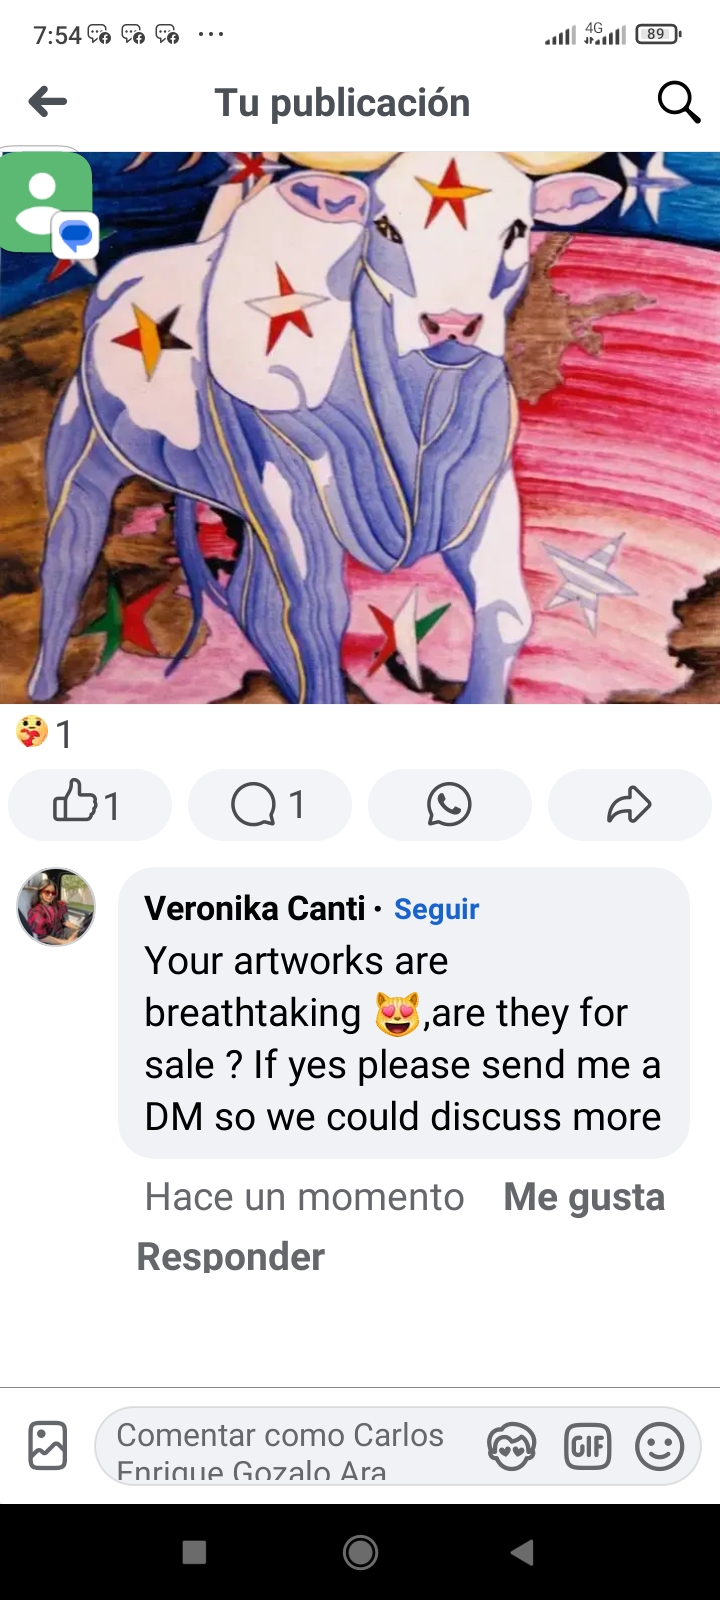 7:54
4G
89
Tu publicación
1
1
1
Veronika Canti · Seguir
Your artworks are
breathtaking 😻,are they for
sale ? If yes please send me a
DM so we could discuss more
Hace un momento Me gusta
Responder
Comentar como Carlos
Enrique Gozalo Ara
GIF